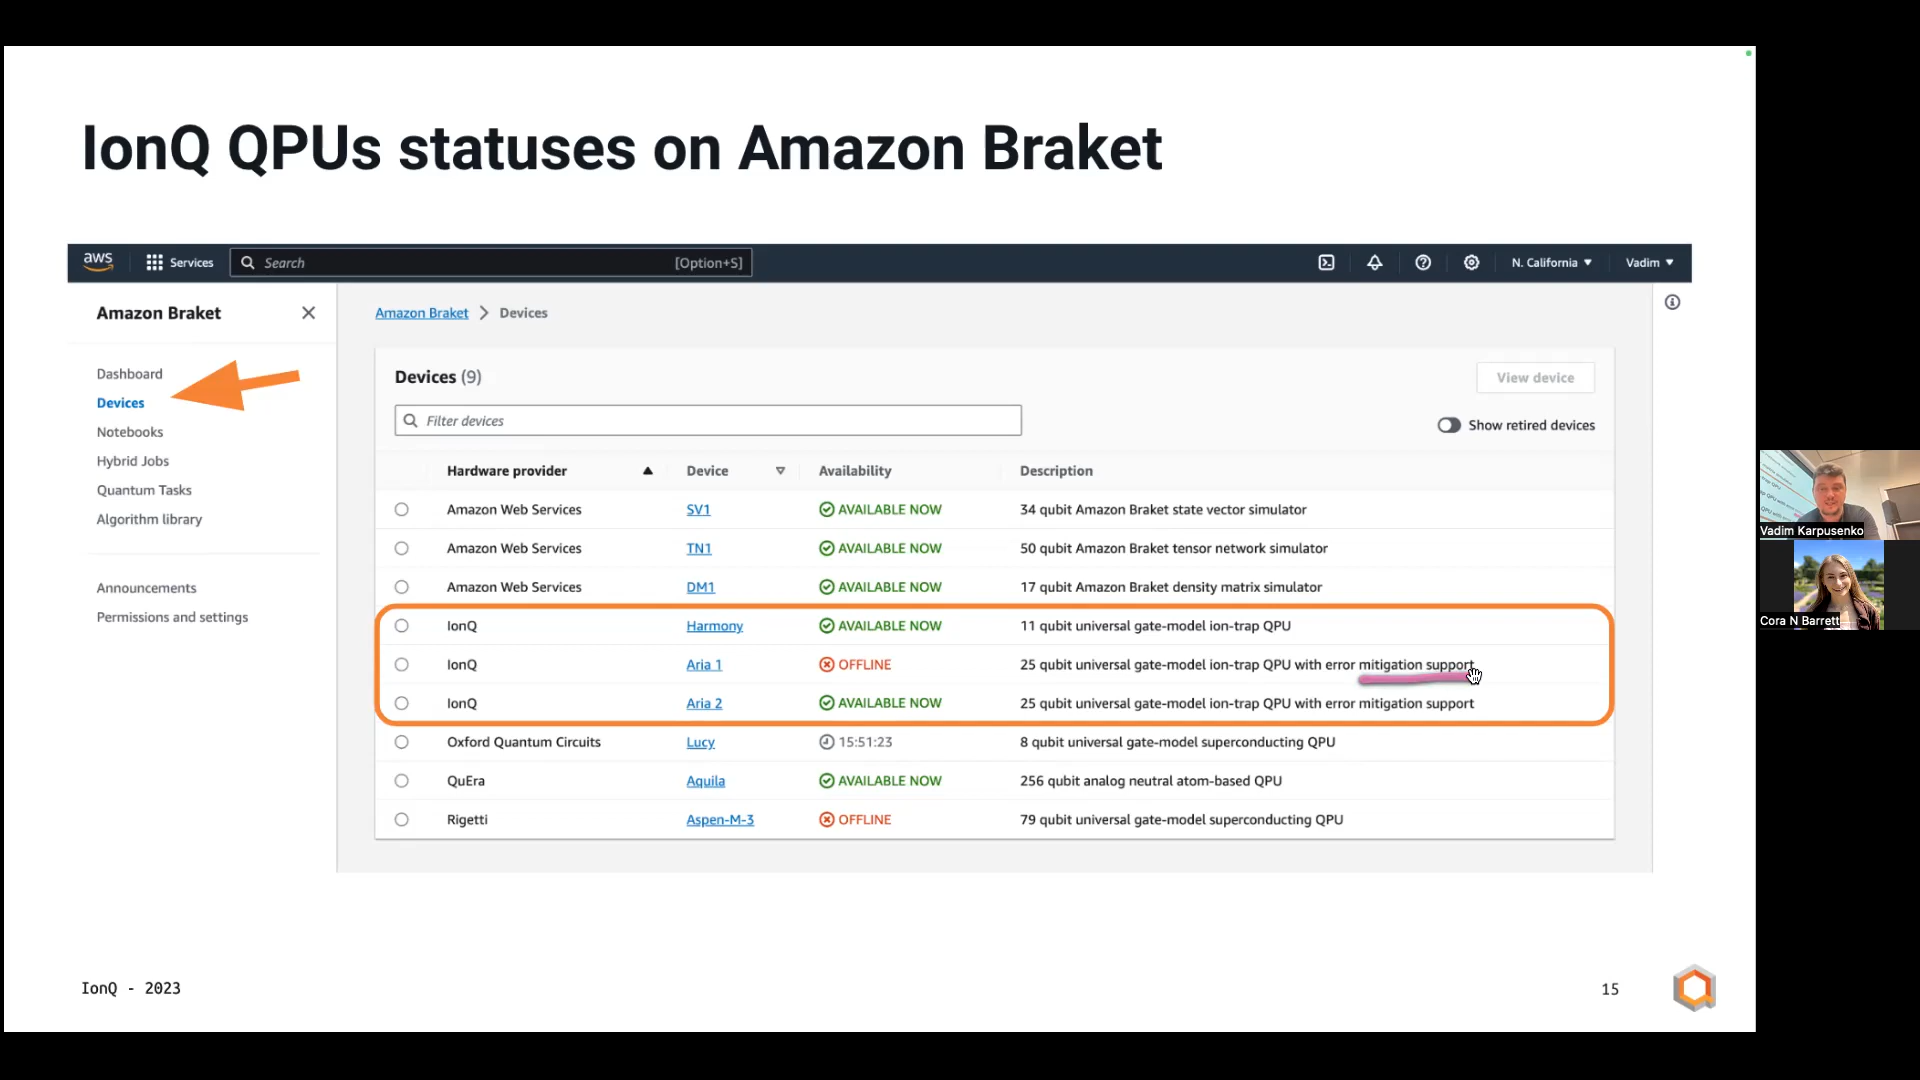 IonQ QPUs statuses on Amazon Braket
aws Services Search [Option+S] N. California Vadim
Amazon Braket
Dashboard
Devices
Notebooks
Hybrid Jobs
Quantum Tasks
Algorithm library
Announcements
Permissions and settings
Amazon Braket > Devices
Devices (9) View device
Filter devices Show retired devices
Hardware provider Device Availability Description
Amazon Web Services SV1 AVAILABLE NOW 34 qubit Amazon Braket state vector simulator
Amazon Web Services TN1 AVAILABLE NOW 50 qubit Amazon Braket tensor network simulator
Amazon Web Services DM1 AVAILABLE NOW 17 qubit Amazon Braket density matrix simulator
IonQ Harmony AVAILABLE NOW 11 qubit universal gate-model ion-trap QPU
IonQ Aria 1 OFFLINE 25 qubit universal gate-model ion-trap QPU with error mitigation support
IonQ Aria 2 AVAILABLE NOW 25 qubit universal gate-model ion-trap QPU with error mitigation support
Oxford Quantum Circuits Lucy 15:51:23 8 qubit universal gate-model superconducting QPU
QuEra Aquila AVAILABLE NOW 256 qubit analog neutral atom-based QPU
Rigetti Aspen-M-3 OFFLINE 79 qubit universal gate-model superconducting QPU
IonQ - 2023
15
Vadim Karpusenko
Cora N Barrett